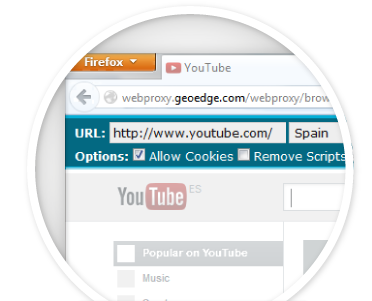 Firefox
YouTube
webproxy.geoedge.com/webproxy/brow
URL: http://www.youtube.com/ Spain
Options: Allow Cookies Remove Scripts
YouTube ES
Popular on YouTube
Music